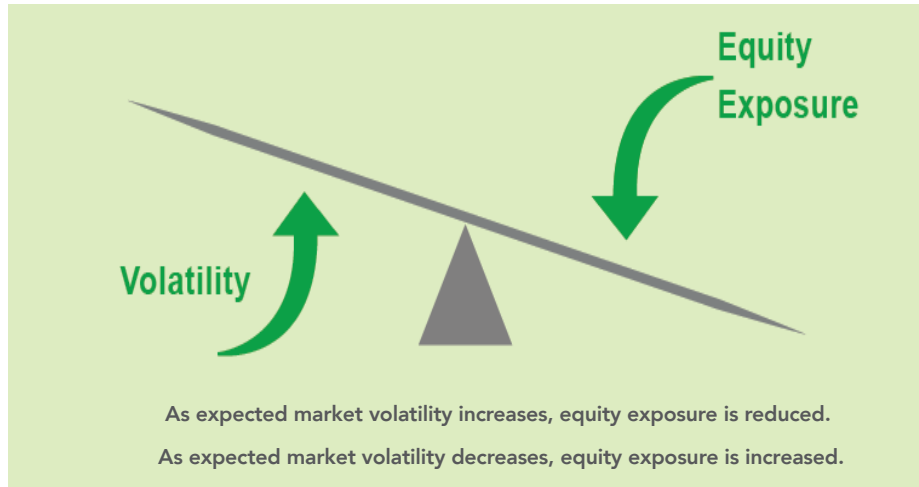 Equity
Exposure
Volatility
As expected market volatility increases, equity exposure is reduced.
As expected market volatility decreases, equity exposure is increased.